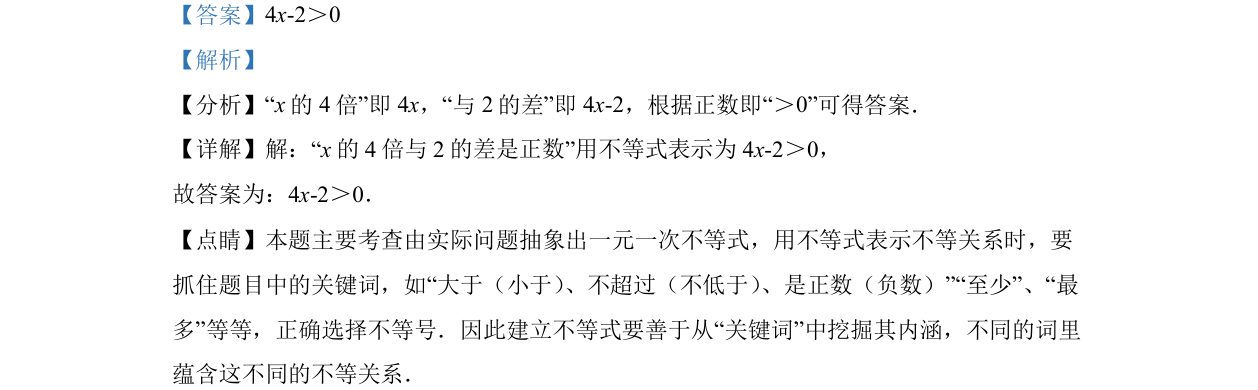 【答案】4x-2＞0
【解析】
【分析】“x 的 4 倍”即 4x，“与 2 的差”即 4x-2，根据正数即“＞0”可得答案．
【详解】解：“x 的 4 倍与 2 的差是正数”用不等式表示为 4x-2＞0，
故答案为：4x-2＞0．
【点睛】本题主要考查由实际问题抽象出一元一次不等式，用不等式表示不等关系时，要
抓住题目中的关键词，如“大于（小于）、不超过（不低于）、是正数（负数）”“至少”、“最
多”等等，正确选择不等号．因此建立不等式要善于从“关键词”中挖掘其内涵，不同的词里
蕴含这不同的不等关系．